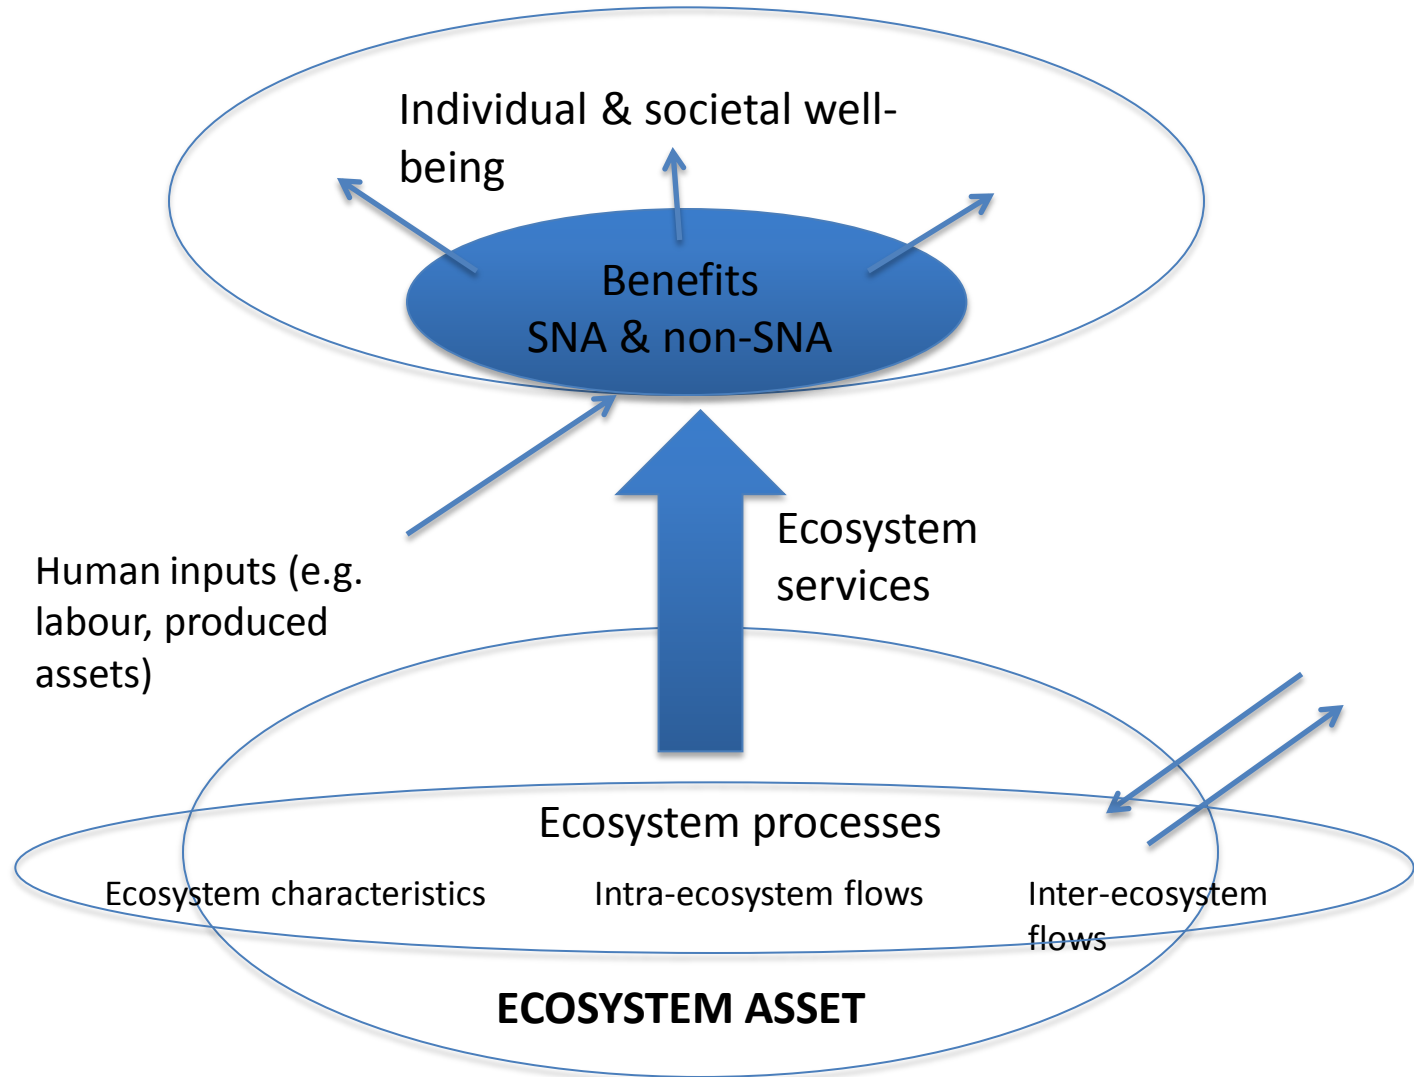 Individual & societal well-
being
Benefits
SNA & non-SNA
Ecosystem
services
Human inputs (e.g.
labour, produced
assets)
Ecosystem processes
Ecosystem characteristics
Intra-ecosystem flows
Inter-ecosystem
flows
ECOSYSTEM ASSET